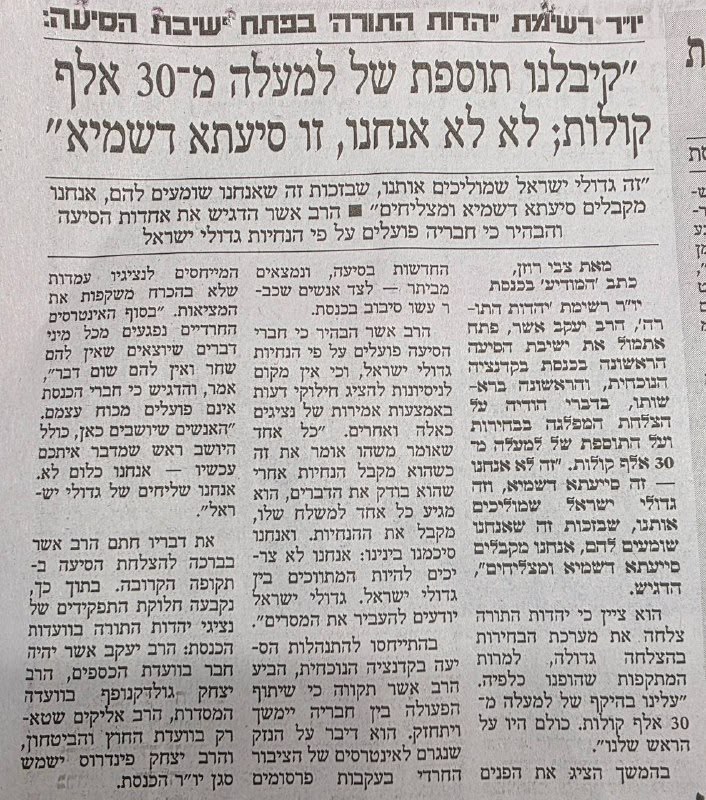 יו״ר רשימת ׳יהדות התורה׳ בפתח ישיבת הסיעה:
״קיבלנו תוספת של למעלה מ־30 אלף
קולות; לא לא אנחנו, זו סיעתא דשמיא״
״זה גדולי ישראל שמוליכים אותנו, שבזכות זה שאנחנו שומעים להם, אנחנו
מקבלים סיעתא דשמיא ומצליחים״ ■ הרב אשר הדגיש את אחדות הסיעה
והבהיר כי חבריה פועלים על פי הנחיות גדולי ישראל
מאת צבי רוזן,
כתב ׳המודיע׳ בכנסת
יו״ר רשימת ׳יהדות התו־
רה׳, הרב יעקב אשר, פתח
אתמול את ישיבת הסיעה
הראשונה בכנסת בקדנציה
הנוכחית, והראשונה ברא־
שותו, בדברי הודיה על
הצלחת המפלגה בבחירות
ועל התוספת של למעלה מ־
30 אלף קולות. ״זה לא אנחנו
— זה סייעתא דשמיא, וזה
גדולי ישראל שמוליכים
אותנו, שבזכות זה שאנחנו
שומעים להם, אנחנו מקבלים
סייעתא דשמיא ומצליחים״,
הדגיש.
הוא ציין כי יהדות התורה
צלחה את מערכת הבחירות
בהצלחה גדולה, למרות
המתקפות שהופנו כלפיה.
״עלינו בהיקף של למעלה מ־
30 אלף קולות. כולם היו על
הראש שלנו״.
בהמשך הציג את הפנים
החדשות בסיעה, ונמצאים
מביתר — לצד אנשים שכב־
ר עשו סיבוב בכנסת.
הרב אשר הבהיר כי חברי
הסיעה פועלים על פי הנחיות
גדולי ישראל, וכי אין מקום
לניסיונות להציג חילוקי דעות
באמצעות אמירות של נציגים
כאלה ואחרים. ״כל אחד
שאומר משהו אומר את זה
כשהוא מקבל הנחיות אחרי
שהוא בודק את הדברים, הוא
מגיע כל אחד למשלח שלו,
מקבל את ההנחיות. ואנחנו
סיכמנו בינינו: אנחנו לא צר־
יכים להיות המתווכים בין
גדולי ישראל. גדולי ישראל
יודעים להעביר את המסרים״.
בהתייחסו להתנהלות הס־
יעה בקדנציה הנוכחית, הביע
הרב אשר תקווה כי שיתוף
הפעולה בין חבריה יימשך
ויתחזק. הוא דיבר על הנזק
שנגרם לאינטרסים של הציבור
החרדי בעקבות פרסומים
המייחסים לנציגיו עמדות
שלא בהכרח משקפות את
המציאות. ״בסוף האינטרסים
החרדיים נפגעים מכל מיני
דברים שיוצאים שאין להם
שחר ואין להם שום דבר״,
אמר, והדגיש כי חברי הכנסת
אינם פועלים מכוח עצמם.
״האנשים שיושבים כאן, כולל
היושב ראש שמדבר איתכם
עכשיו — אנחנו כלום לא.
אנחנו שליחים של גדולי יש־
ראל״.
את דבריו חתם הרב אשר
בברכה להצלחת הסיעה ב־
תקופה הקרובה. בתוך כך,
נקבעה חלוקת התפקידים של
נציגי יהדות התורה בוועדות
הכנסת: הרב יעקב אשר יהיה
חבר בוועדת הכספים, הרב
יצחק גולדקנופף בוועדה
המסדרת, הרב אליקים שטא־
רק בוועדת החוץ והביטחון,
והרב יצחק פינדרוס ישמש
סגן יו״ר הכנסת.